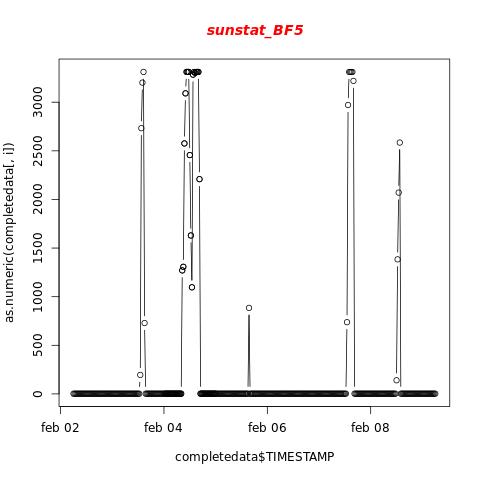 sunstat_BF5
as.numeric(completedata[, i])
3000
2500
2000
1500
1000
500
0
feb 02
feb 04
feb 06
feb 08
completedata$TIMESTAMP